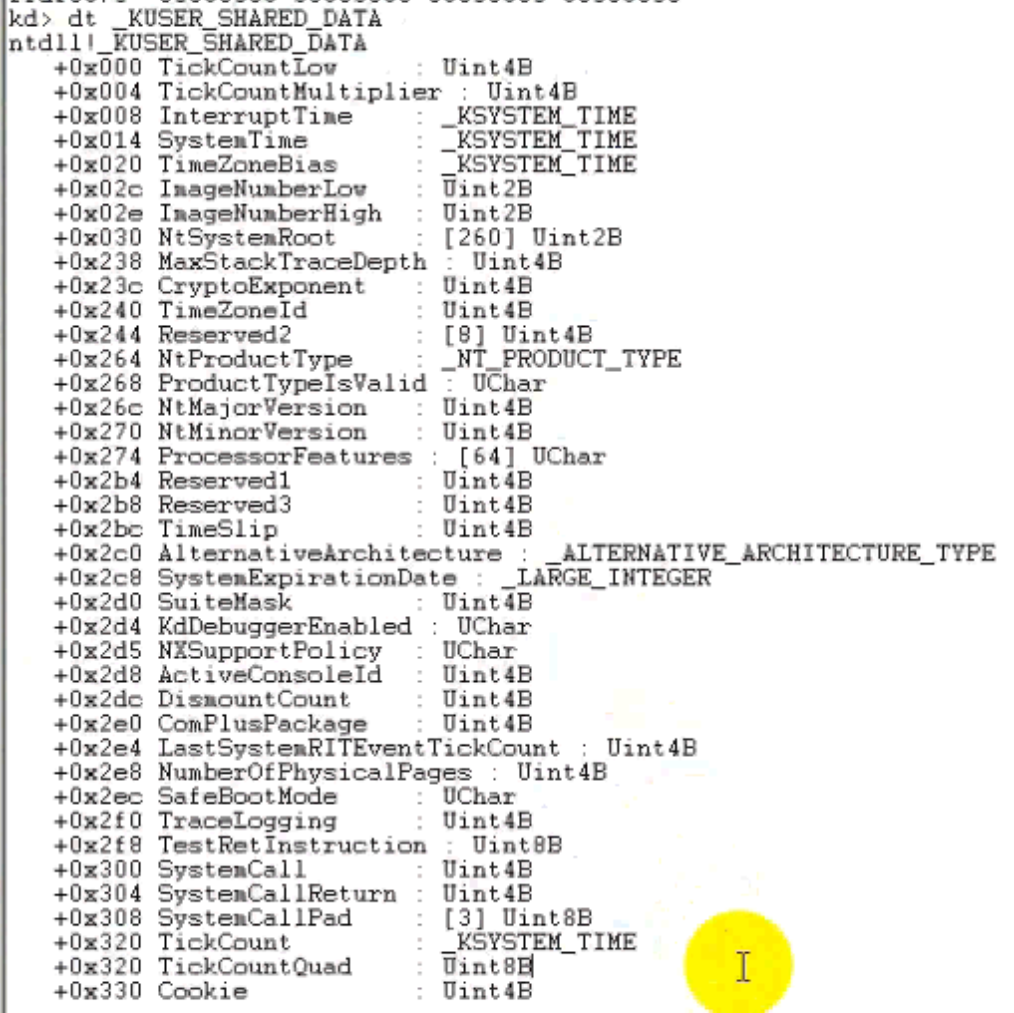 kd> dt _KUSER_SHARED_DATA
ntdll!_KUSER_SHARED_DATA
   +0x000 TickCountLow     : Uint4B
   +0x004 TickCountMultiplier : Uint4B
   +0x008 InterruptTime    : _KSYSTEM_TIME
   +0x014 SystemTime       : _KSYSTEM_TIME
   +0x020 TimeZoneBias     : _KSYSTEM_TIME
   +0x02c ImageNumberLow   : Uint2B
   +0x02e ImageNumberHigh  : Uint2B
   +0x030 NtSystemRoot     : [260] Uint2B
   +0x238 MaxStackTraceDepth : Uint4B
   +0x23c CryptoExponent   : Uint4B
   +0x240 TimeZoneId       : Uint4B
   +0x244 Reserved2        : [8] Uint4B
   +0x264 NtProductType    : _NT_PRODUCT_TYPE
   +0x268 ProductTypeIsValid : UChar
   +0x26c NtMajorVersion   : Uint4B
   +0x270 NtMinorVersion   : Uint4B
   +0x274 ProcessorFeatures : [64] UChar
   +0x2b4 Reserved1        : Uint4B
   +0x2b8 Reserved3        : Uint4B
   +0x2bc TimeSlip         : Uint4B
   +0x2c0 AlternativeArchitecture : _ALTERNATIVE_ARCHITECTURE_TYPE
   +0x2c8 SystemExpirationDate : _LARGE_INTEGER
   +0x2d0 SuiteMask        : Uint4B
   +0x2d4 KdDebuggerEnabled : UChar
   +0x2d5 NXSupportPolicy  : UChar
   +0x2d8 ActiveConsoleId  : Uint4B
   +0x2dc DismountCount    : Uint4B
   +0x2e0 ComPlusPackage   : Uint4B
   +0x2e4 LastSystemRITEventTickCount : Uint4B
   +0x2e8 NumberOfPhysicalPages : Uint4B
   +0x2ec SafeBootMode     : UChar
   +0x2f0 TraceLogging     : Uint4B
   +0x2f8 TestRetInstruction : Uint8B
   +0x300 SystemCall       : Uint4B
   +0x304 SystemCallReturn : Uint4B
   +0x308 SystemCallPad    : [3] Uint8B
   +0x320 TickCount        : _KSYSTEM_TIME
   +0x320 TickCountQuad    : Uint8B
   +0x330 Cookie           : Uint4B